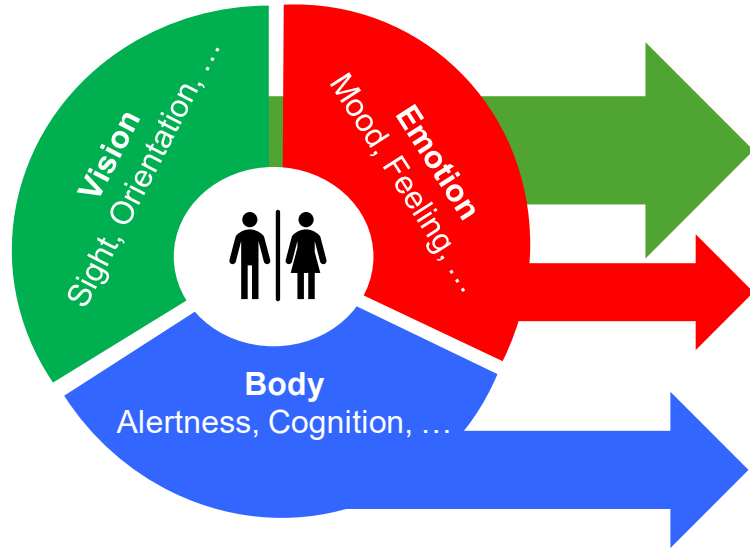 Vision
Sight, Orientation, …
Emotion
Mood, Feeling, …
Body
Alertness, Cognition, …